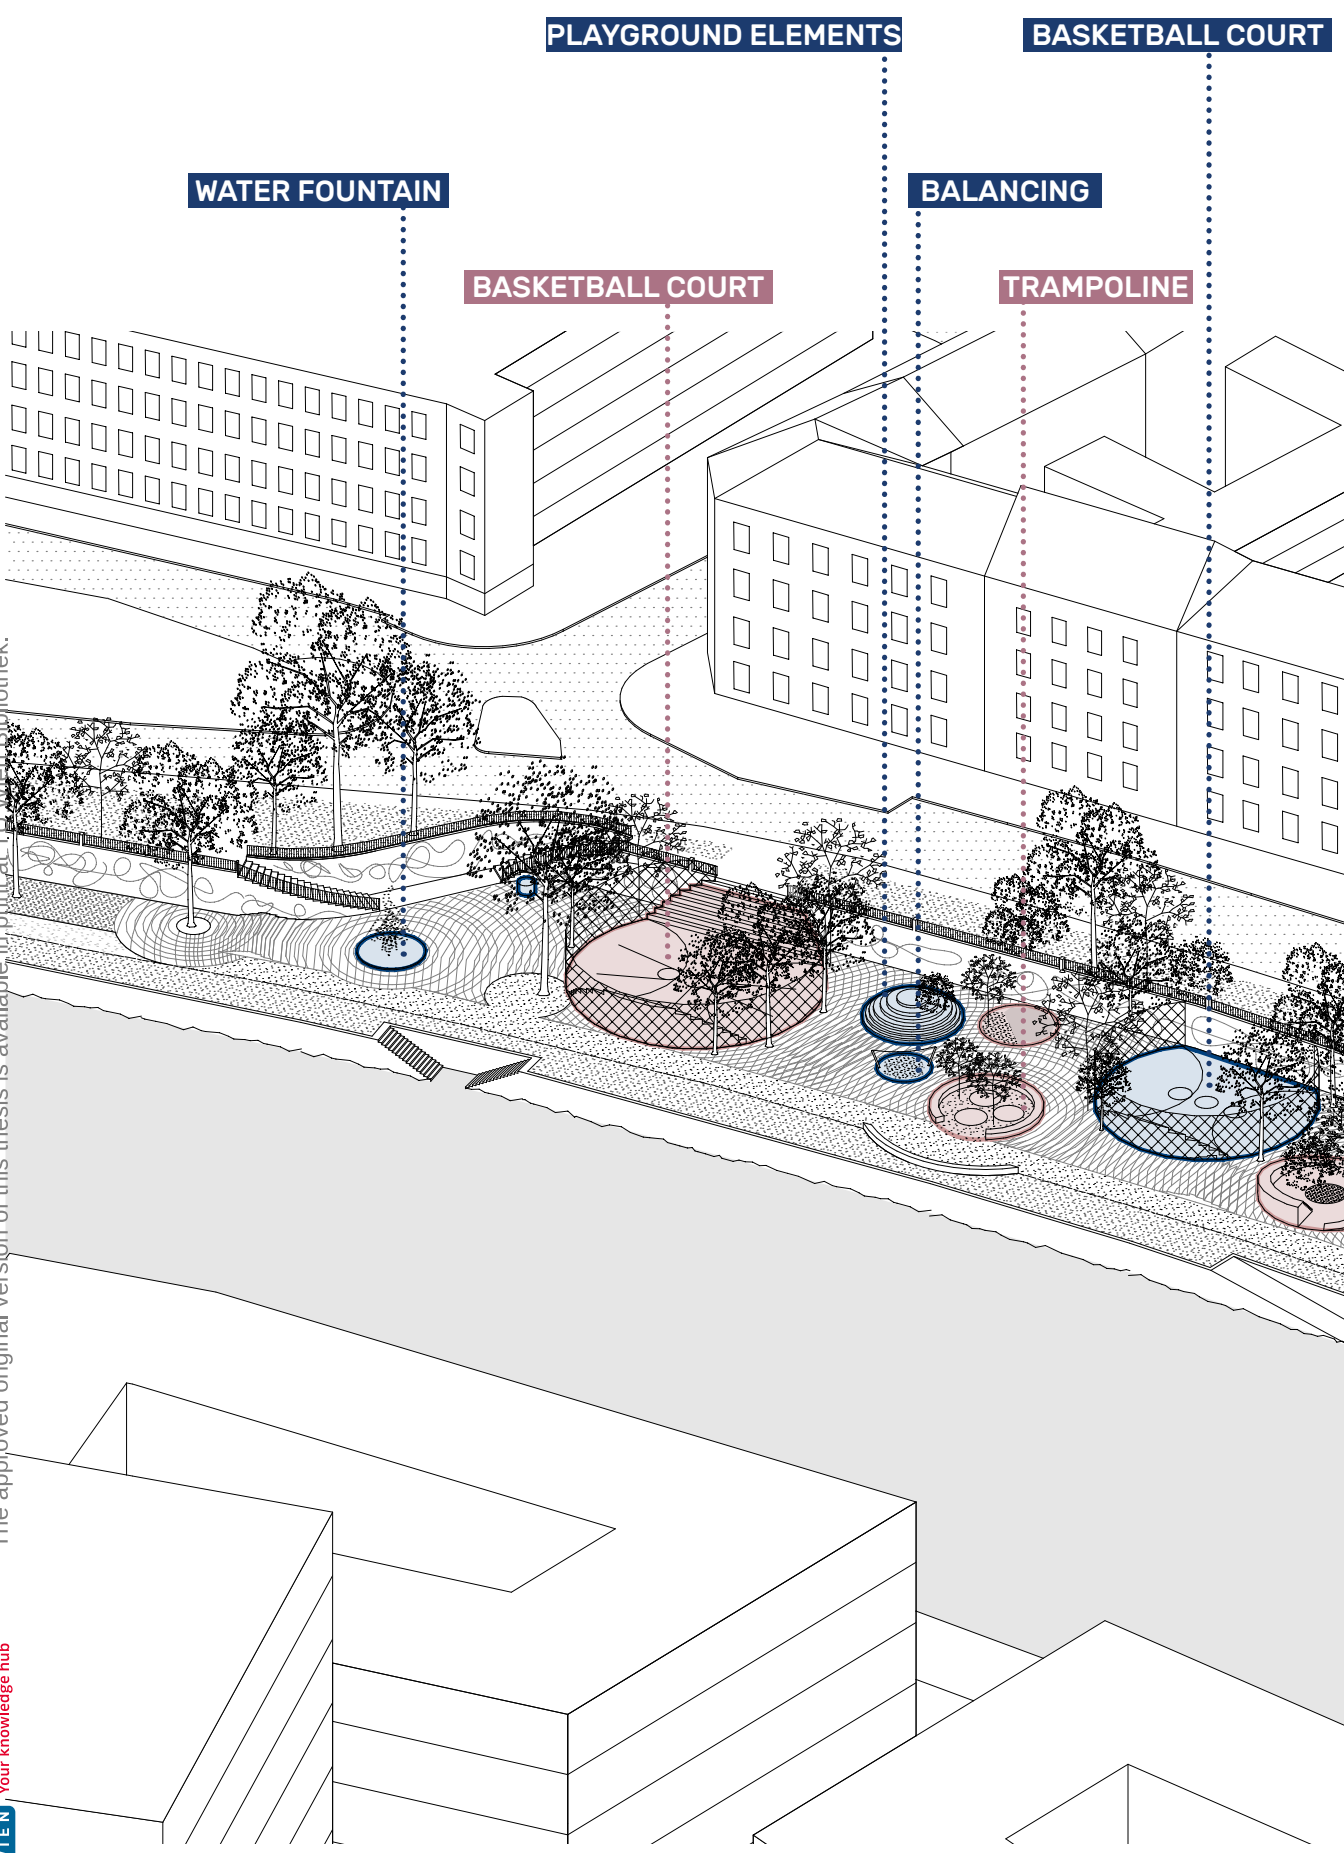 PLAYGROUND ELEMENTS
BASKETBALL COURT
WATER FOUNTAIN
BALANCING
BASKETBALL COURT
TRAMPOLINE
The approved original version of this thesis is available in print at TU Wien Bibliothek.
Your knowledge hub